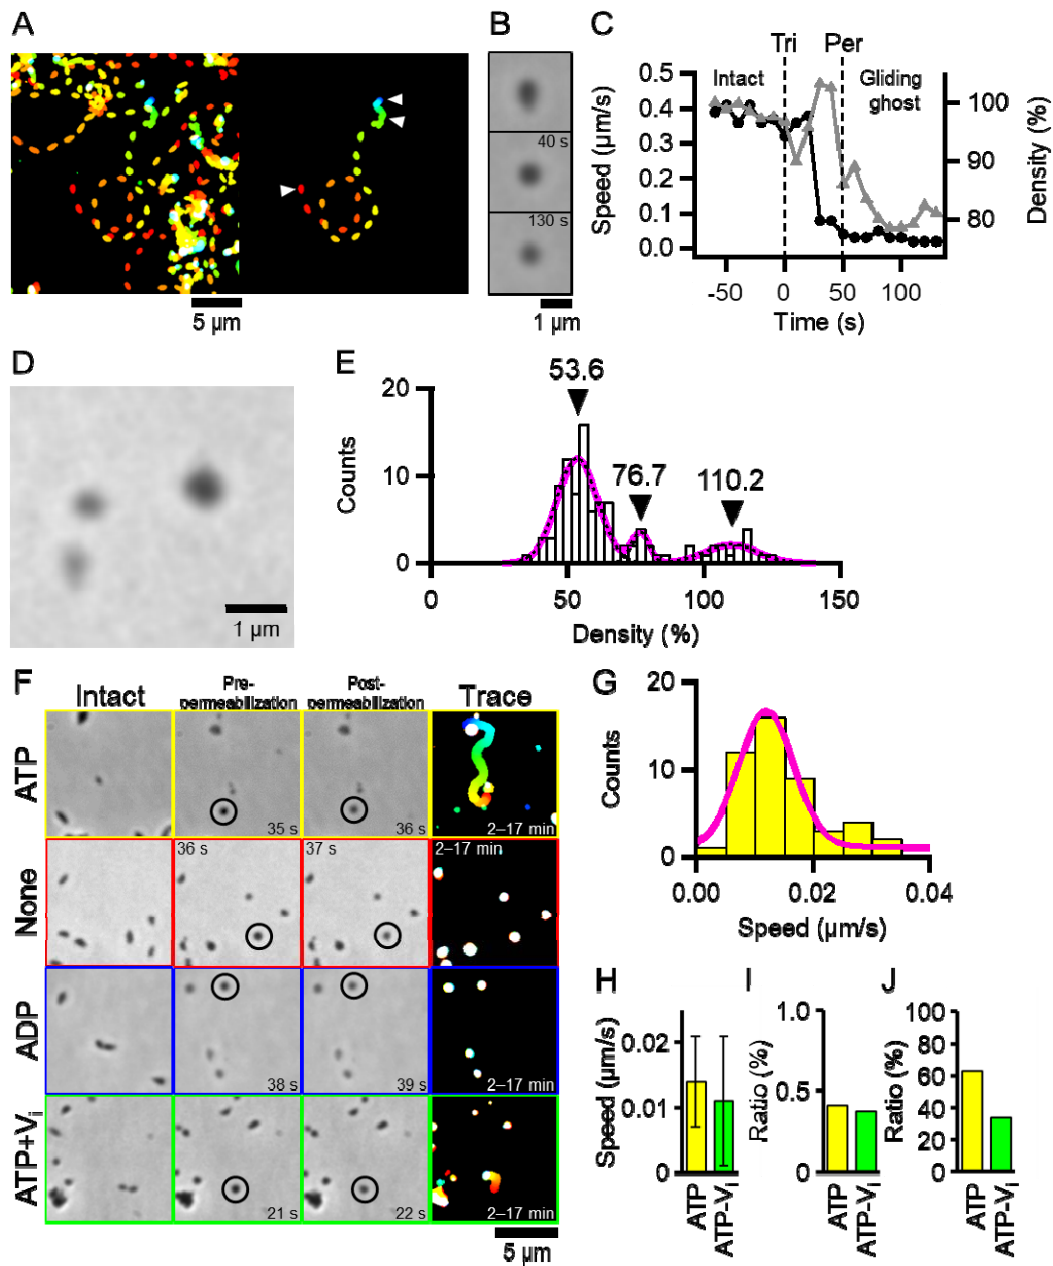 A
5 µm
B
40 s
130 s
1 µm
C
Tri
Per
Intact
Gliding
ghost
Speed (µm/s)
0.5
0.4
0.3
0.2
0.1
0.0
100
90
80
Density (%)
-50
0
50
100
Time (s)
D
1 µm
E
53.6
76.7
110.2
Counts
20
10
0
0
50
100
150
Density (%)
F
Intact
Pre-
permeabilization
Post-
permeabilization
Trace
ATP
35 s
36 s
2–17 min
None
36 s
37 s
2–17 min
ADP
38 s
39 s
2–17 min
ATP+Vi
21 s
22 s
2–17 min
5 µm
G
Counts
20
10
0
0.00
0.02
0.04
Speed (µm/s)
H
Speed (µm/s)
0.02
0.01
0
ATP
ATP-Vi
I
Ratio (%)
1.0
0.5
0
ATP
ATP-Vi
J
Ratio (%)
100
80
60
40
20
0
ATP
ATP-Vi